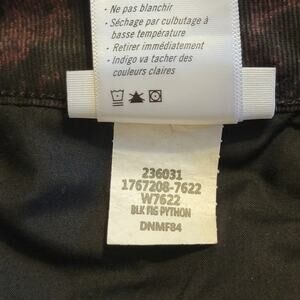 · Ne pas blanchir
· Séchage par culbutage à
basse température
· Retirer immédiatement
· Indigo va tacher des
couleurs claires
236031
1767208-7622
W7622
BLK FIG PYTHON
DNMF84